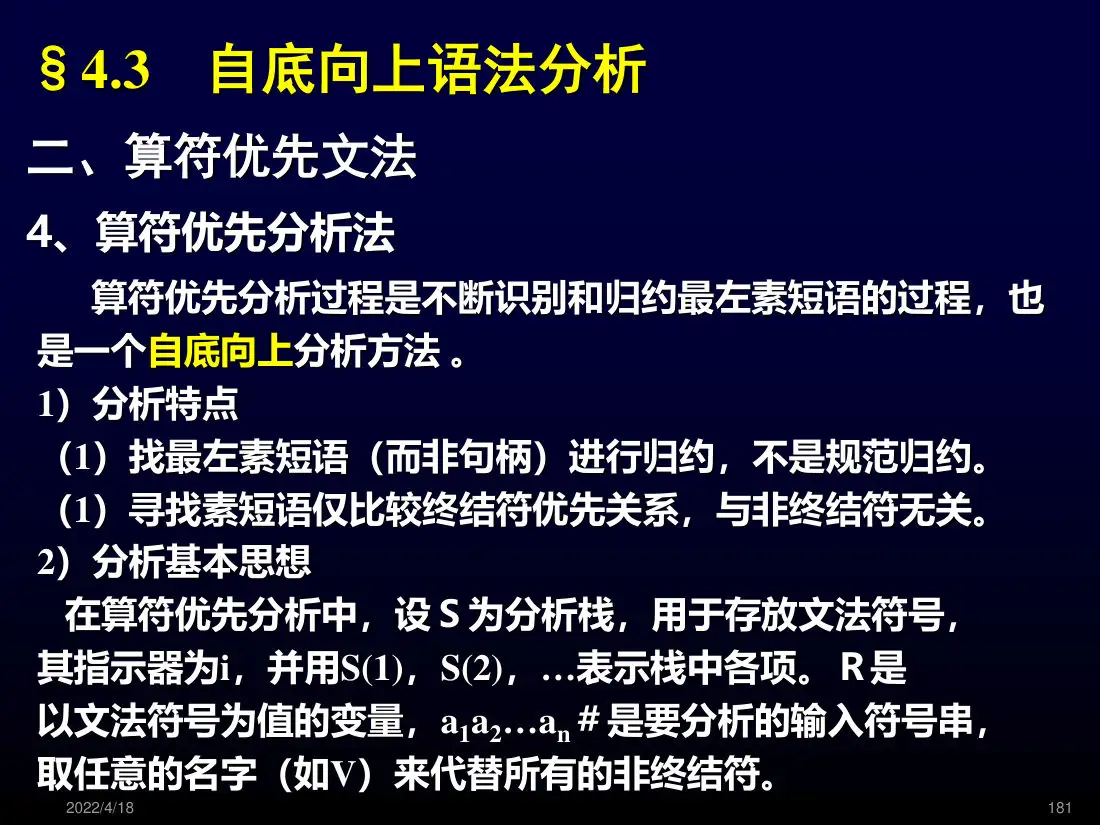 §4.3 自底向上语法分析
二、算符优先文法
4、算符优先分析法
算符优先分析过程是不断识别和归约最左素短语的过程，也
是一个自底向上分析方法 。
1）分析特点
（1）找最左素短语（而非句柄）进行归约，不是规范归约。
（1）寻找素短语仅比较终结符优先关系，与非终结符无关。
2）分析基本思想
在算符优先分析中，设 S 为分析栈，用于存放文法符号，
其指示器为i，并用S(1)，S(2)，…表示栈中各项。 R 是
以文法符号为值的变量，a₁a₂…aₙ # 是要分析的输入符号串，
取任意的名字（如V）来代替所有的非终结符。
2022/4/18 181